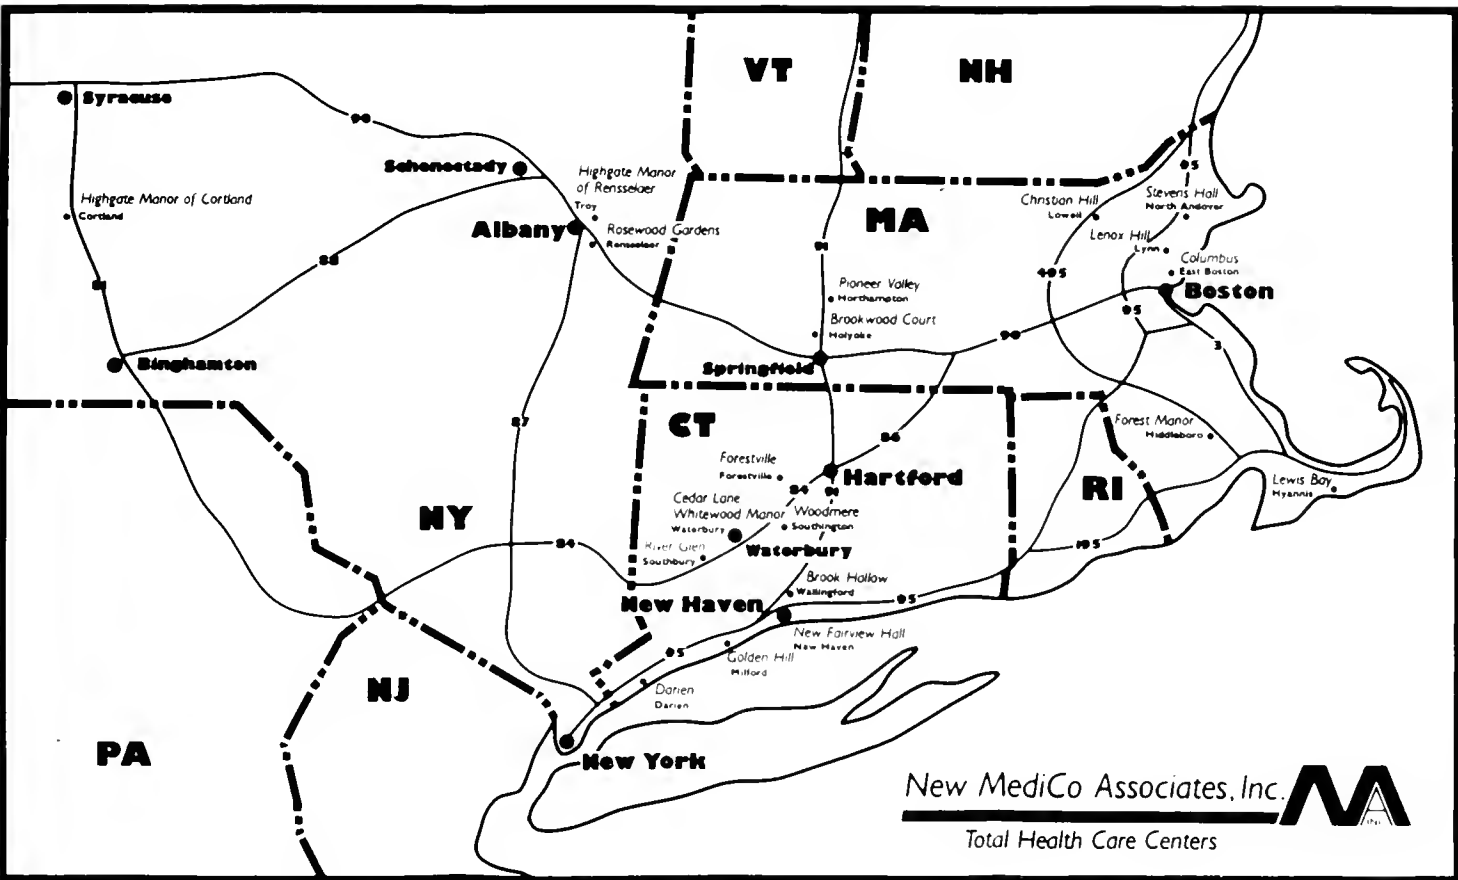 VT
NH
Syracuse
90
Schenectady
Highgate Manor
of Rensselaer
Troy
95
Highgate Manor of Cortland
Cortland
Christian Hill
Lowell
Stevens Hall
North Andover
MA
Albany
Rosewood Gardens
Rensselaer
91
Lenox Hill
Lynn
88
Columbus
East Boston
495
81
Pioneer Valley
Northampton
Boston
95
Brookwood Court
Holyoke
90
3
Binghamton
Springfield
87
CT
86
Forest Manor
Middleboro
Forestville
Forestville
Hartford
84
91
RI
Lewis Bay
Hyannis
Cedar Lane
Whitewood Manor
Waterbury
Woodmere
Southington
NY
84
River Glen
Southbury
Waterbury
195
Brook Hollow
Wallingford
New Haven
95
New Fairview Hall
New Haven
95
Golden Hill
Milford
NJ
Darien
Darien
PA
New York
New MediCo Associates, Inc.
Total Health Care Centers